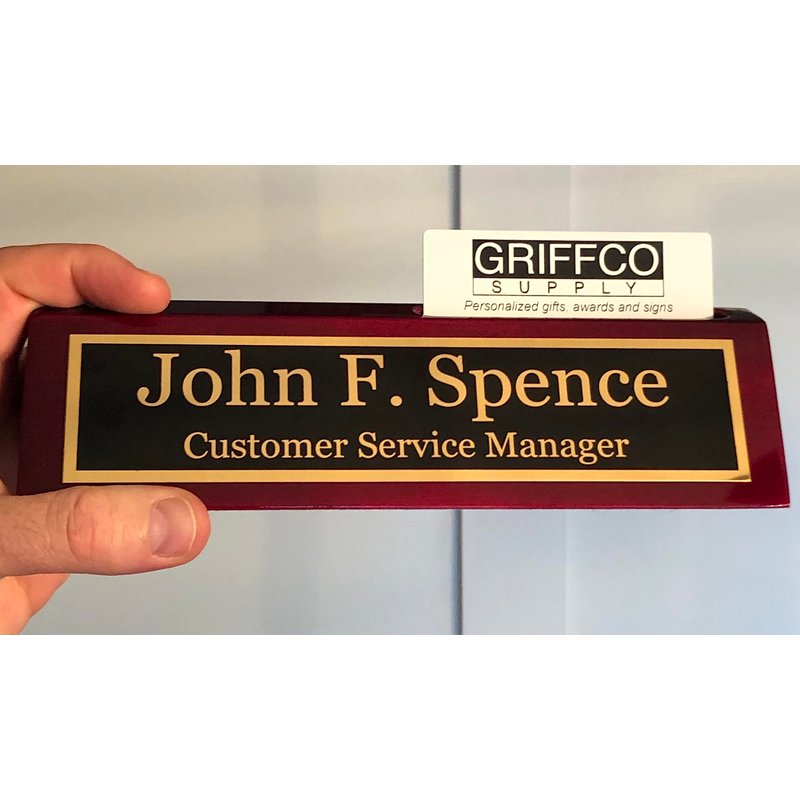 GRIFFCO
SUPPLY
Personalized gifts, awards and signs
John F. Spence
Customer Service Manager